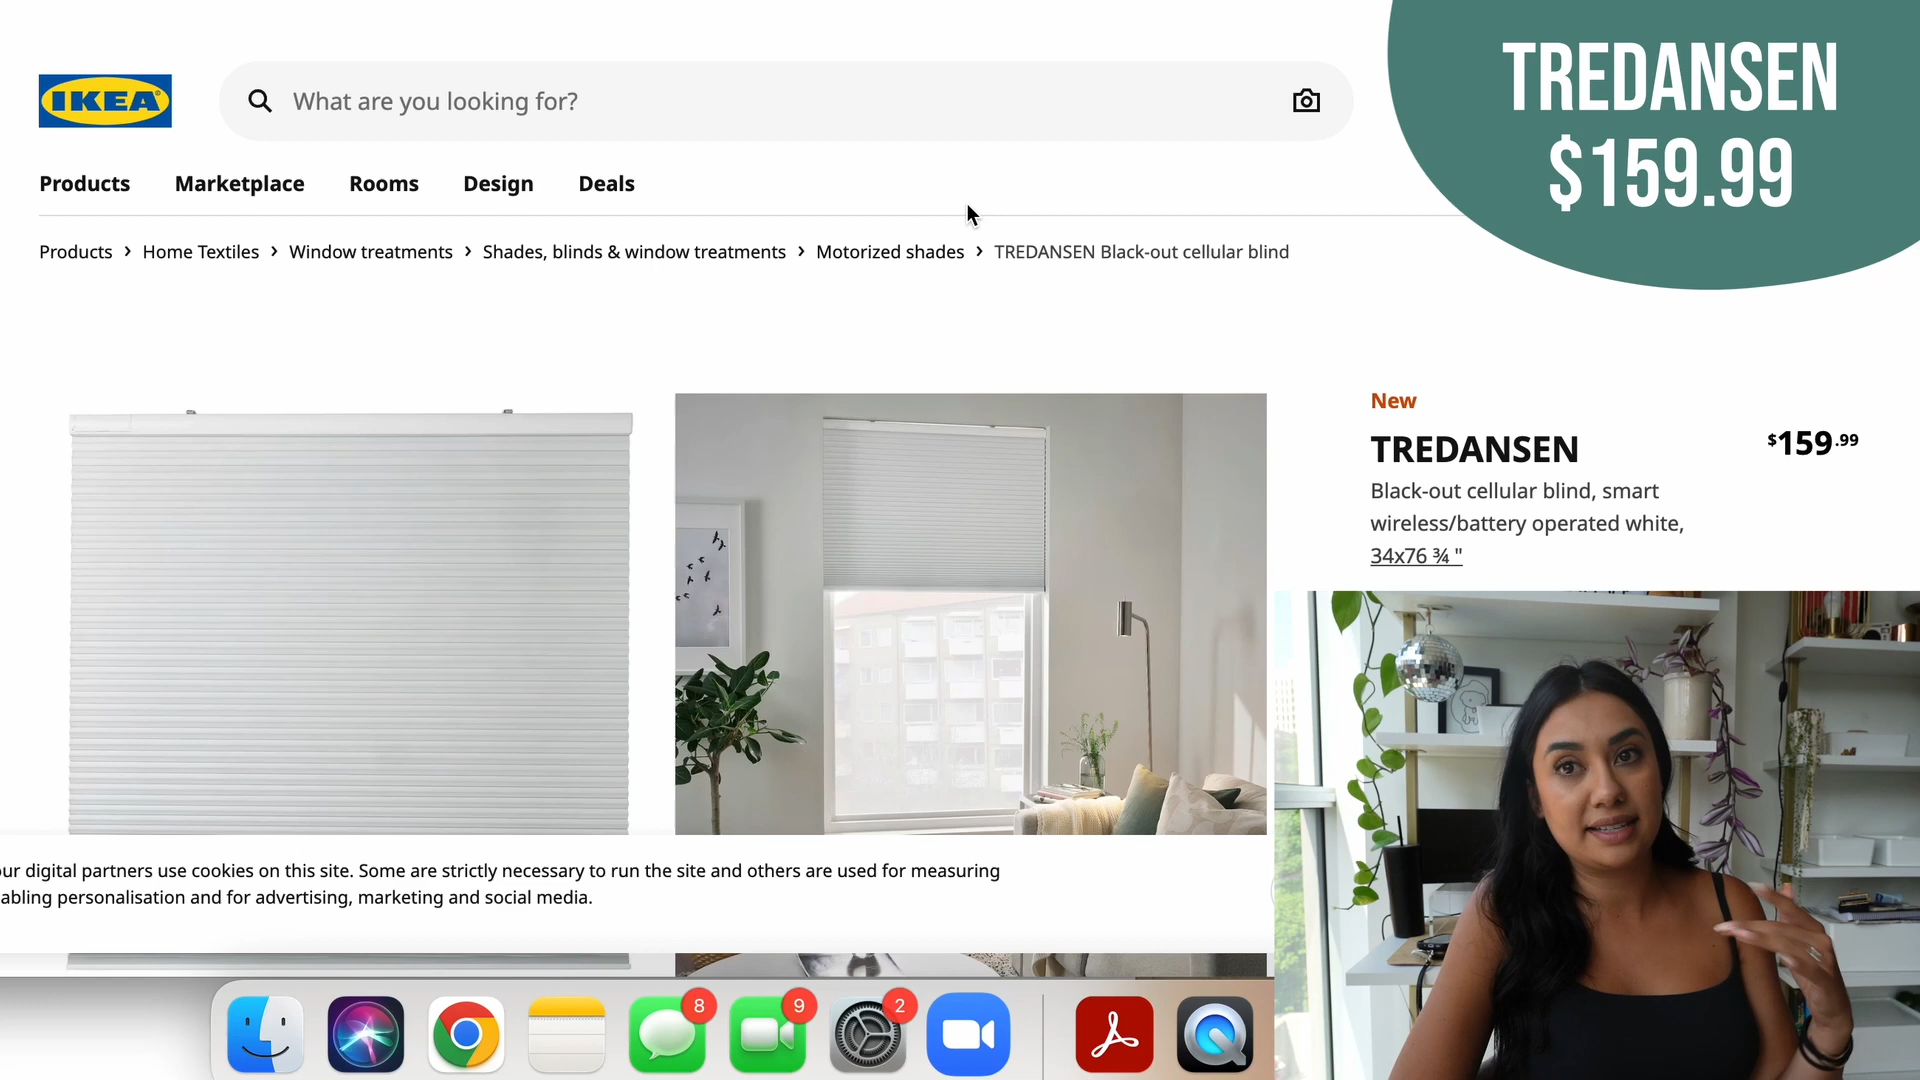 TREDANSEN
$159.99
IKEA
What are you looking for?
Products Marketplace Rooms Design Deals
Products › Home Textiles › Window treatments › Shades, blinds & window treatments › Motorized shades › TREDANSEN Black-out cellular blind
New
TREDANSEN
$159.99
Black-out cellular blind, smart
wireless/battery operated white,
34x76 ¾ "
our digital partners use cookies on this site. Some are strictly necessary to run the site and others are used for measuring
abling personalisation and for advertising, marketing and social media.
8
9
2